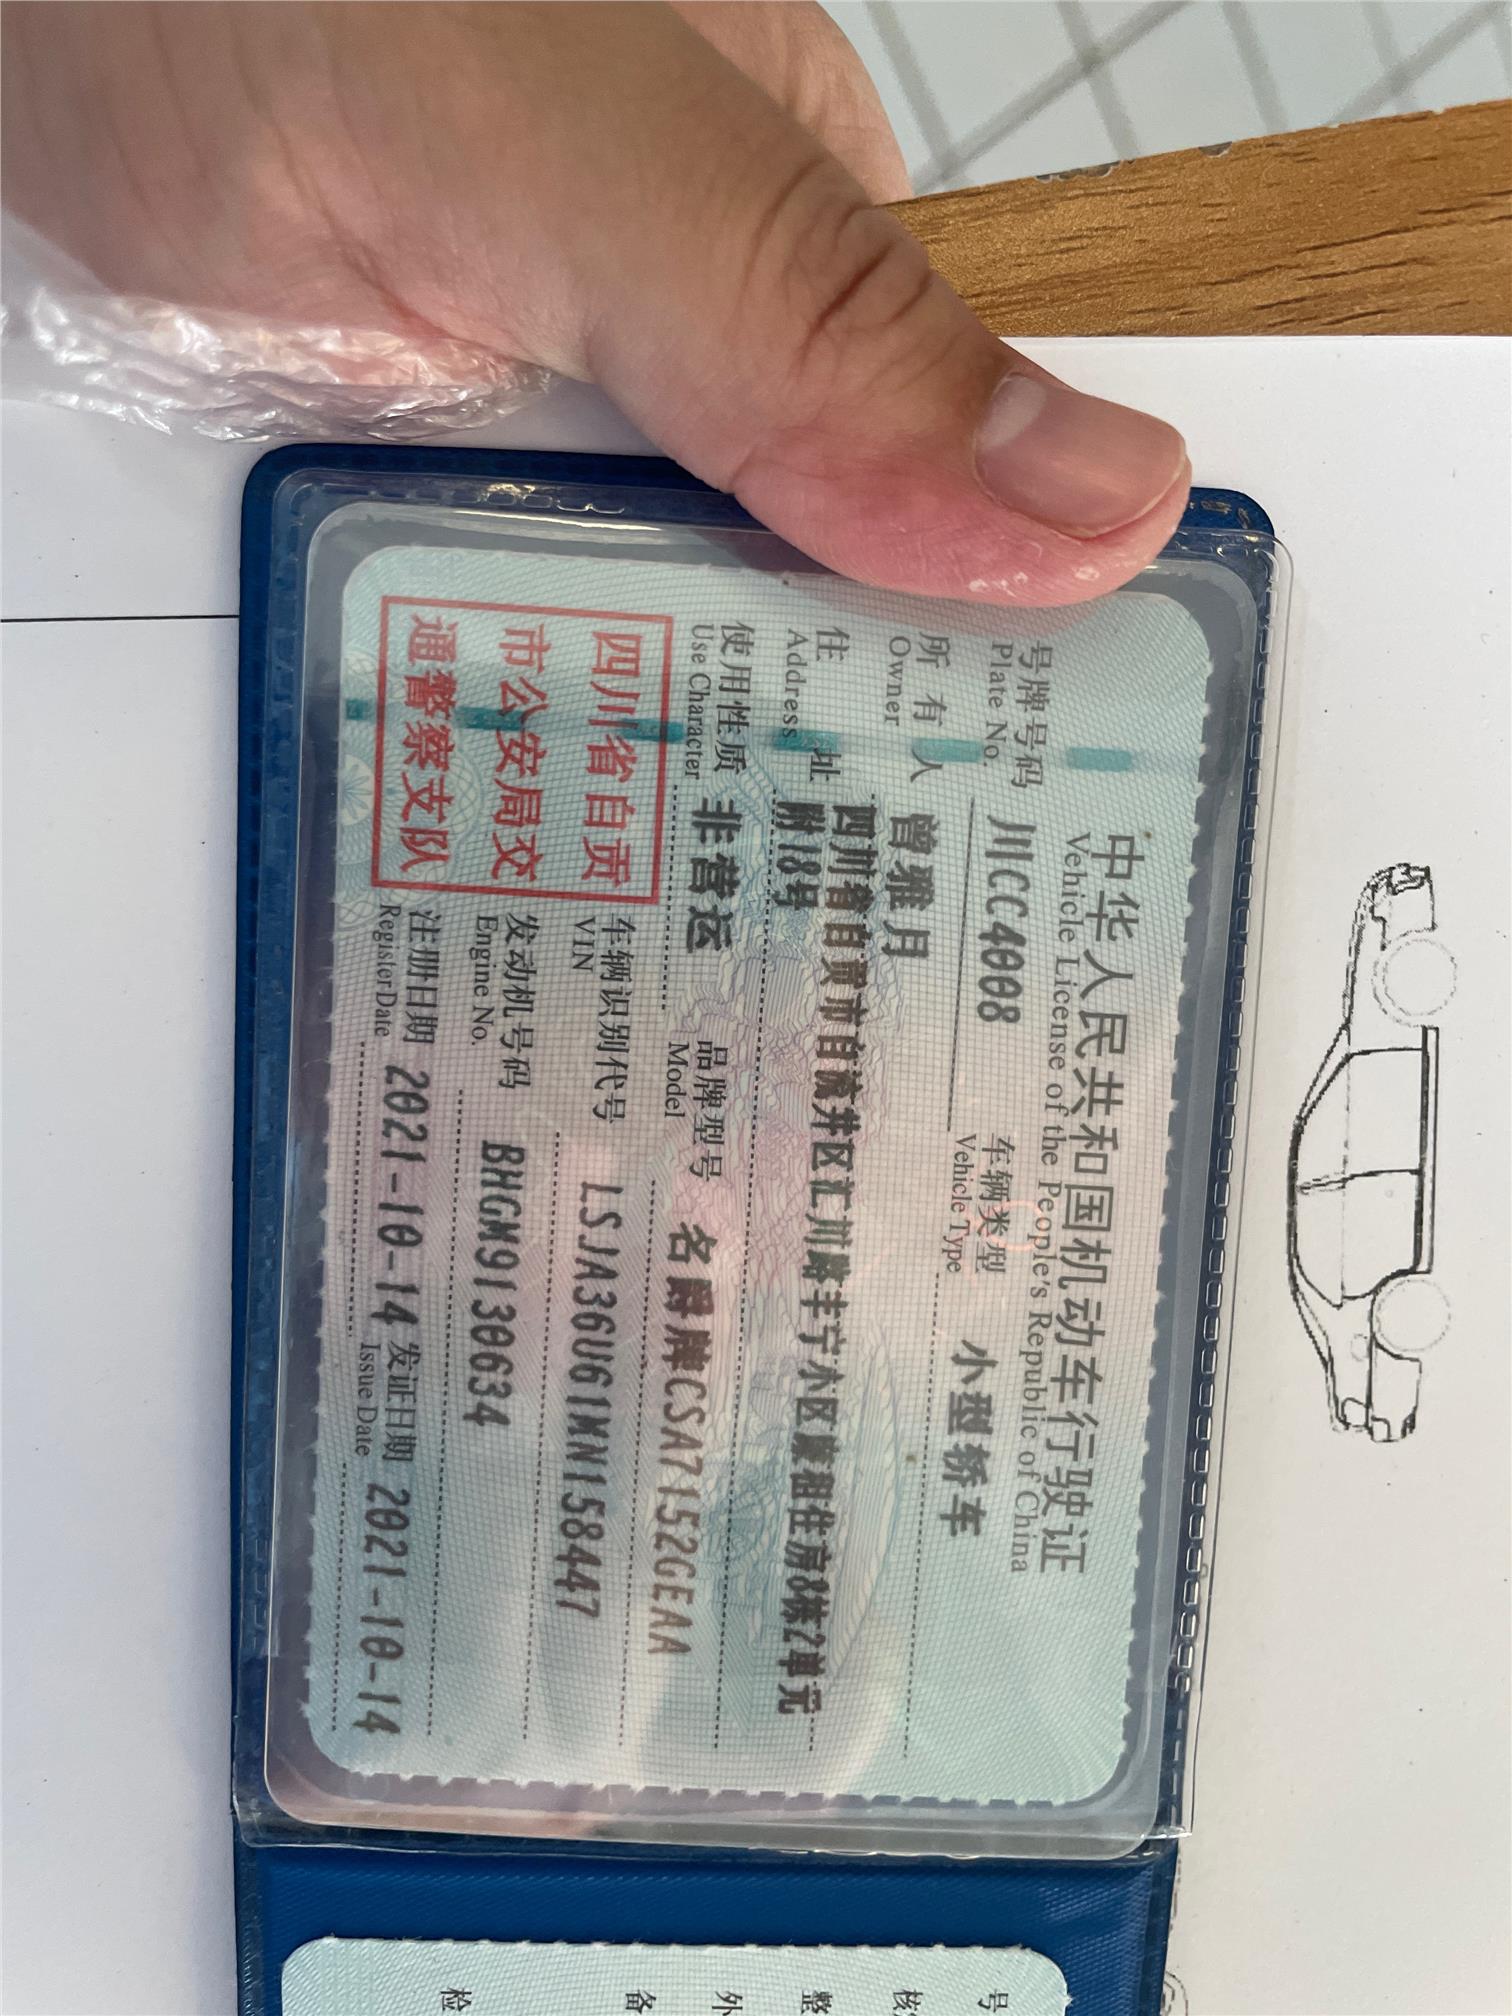 中华人民共和国机动车行驶证
Vehicle License of the People's Republic of China
号牌号码 川CC4008 车辆类型 小型轿车
Plate No. Vehicle Type
所有人 曾雅月
Owner
住址 四川省自贡市自流井区汇川路丰宁小区廉租住房8栋2单元
Address 附18号
使用性质 非营运 品牌型号 名爵牌CSA7152GEAA
Use Character Model
四川省自贡
市公安局交
通警察支队
车辆识别代号 LSJA36U61MN158447
VIN
发动机号码 BHGM9130634
Engine No.
注册日期 2021-10-14 发证日期 2021-10-14
Register Date Issue Date
号
核
整
外
备
检